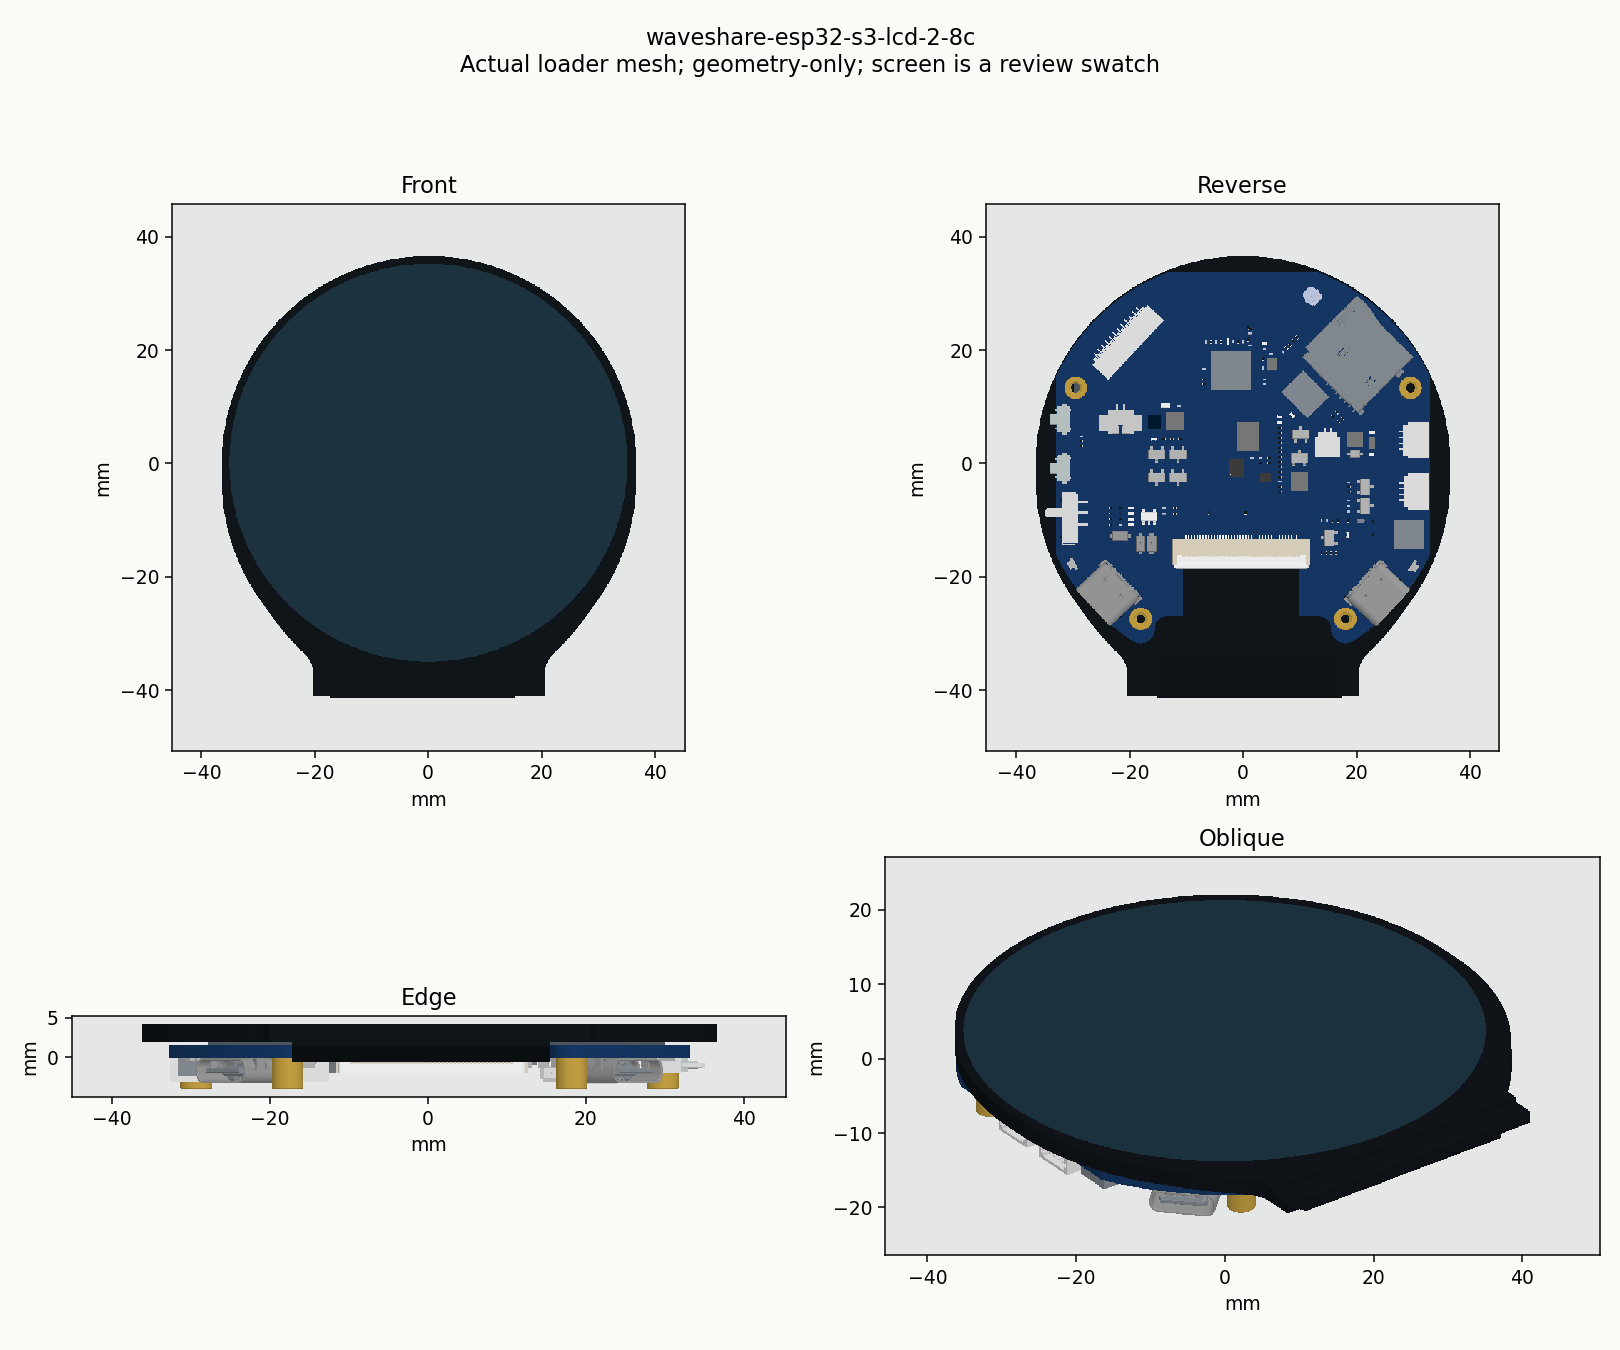 waveshare-esp32-s3-lcd-2-8c
Actual loader mesh; geometry-only; screen is a review swatch
Front
40
20
0
−20
−40
mm
−40 −20 0 20 40
mm
Reverse
40
20
0
−20
−40
mm
−40 −20 0 20 40
mm
Edge
5
0
mm
−40 −20 0 20 40
mm
Oblique
20
10
0
−10
−20
mm
−40 −20 0 20 40
mm